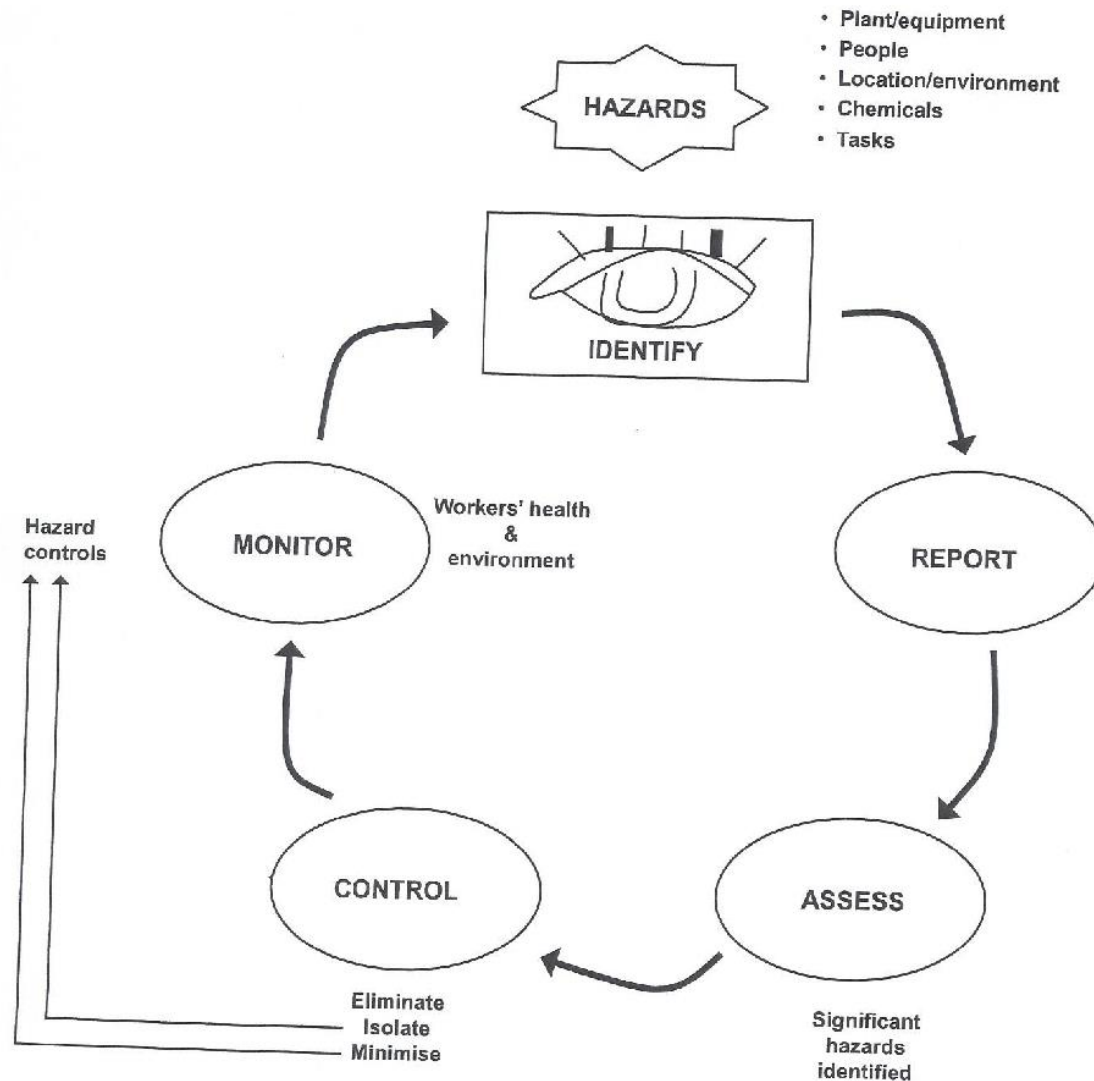 • Plant/equipment
• People
• Location/environment
• Chemicals
• Tasks
HAZARDS
IDENTIFY
REPORT
ASSESS
Significant
hazards
identified
CONTROL
Eliminate
Isolate
Minimise
MONITOR
Workers' health
&
environment
Hazard
controls